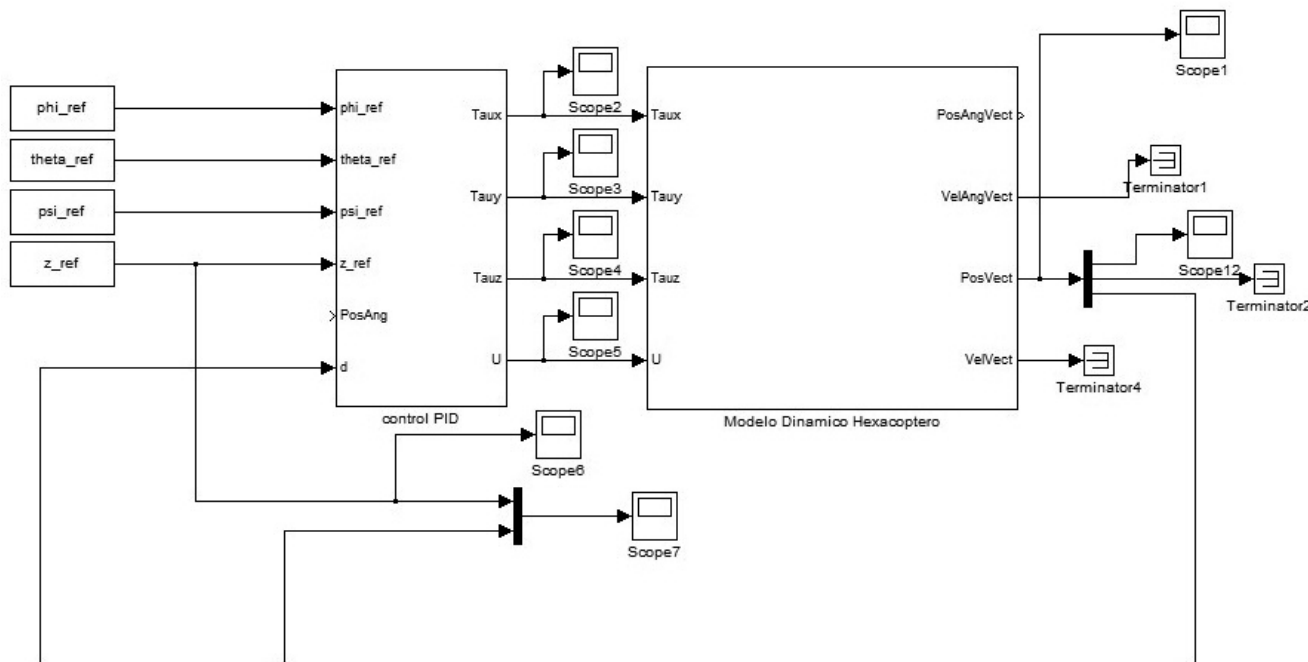 Scope1
phi_ref
phi_ref
Taux
Scope2
Taux
PosAngVect
theta_ref
theta_ref
Tauy
Scope3
Tauy
VelAngVect
Terminator1
psi_ref
psi_ref
z_ref
z_ref
Tauz
Scope4
Tauz
PosVect
Scope12
Terminator2
PosAng
d
U
Scope5
U
VelVect
Terminator4
control PID
Modelo Dinamico Hexacoptero
Scope6
Scope7